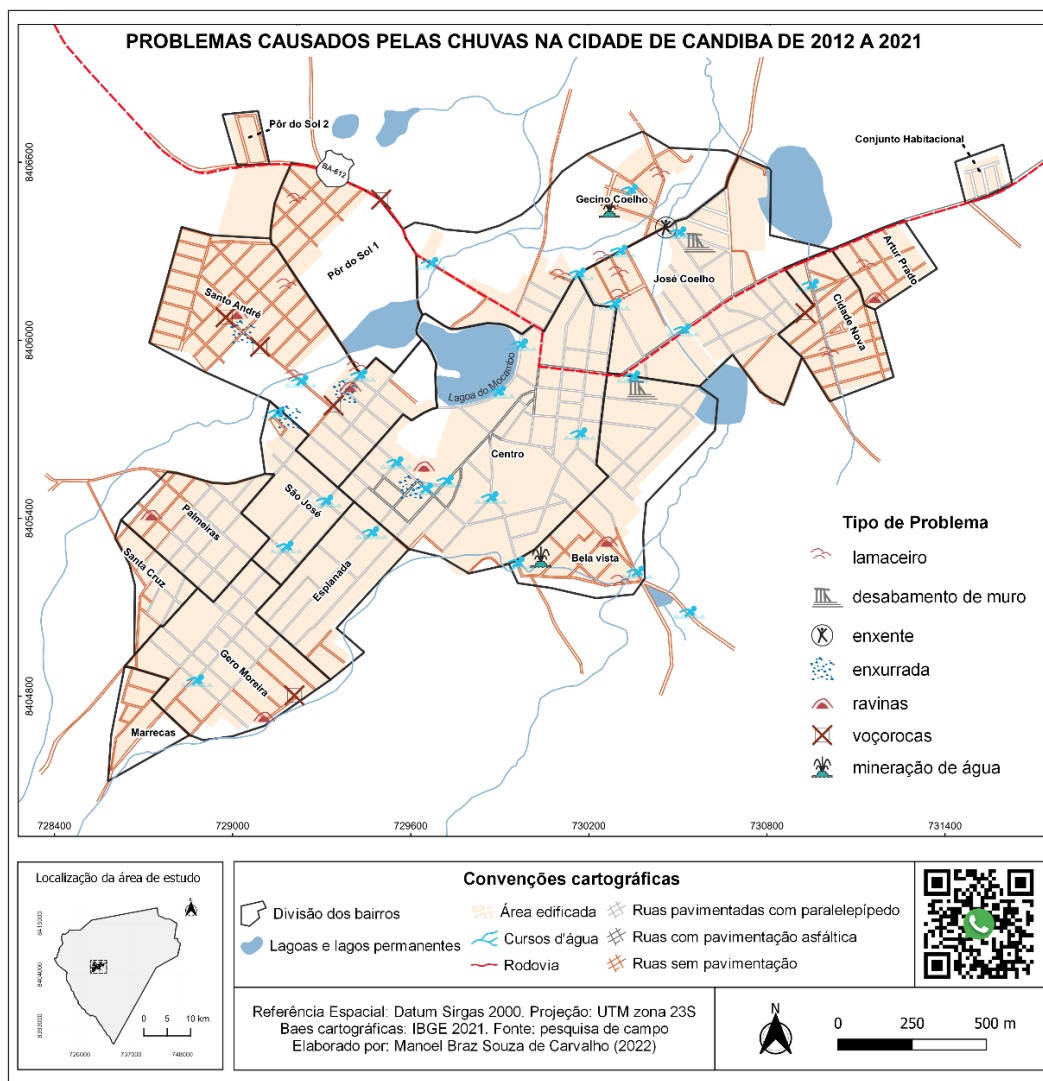 PROBLEMAS CAUSADOS PELAS CHUVAS NA CIDADE DE CANDIBA DE 2012 A 2021
Pôr do Sol 2
BA-612
Conjunto Habitacional
8406600
Gecino Coelho
Pôr do Sol 1
José Coelho
Artur Prado
Santo André
Cidade Nova
8406000
Lagoa do Mocambo
Centro
São José
Palmeiras
8405400
Bela vista
Santa Cruz
Esplanada
Gero Moreira
8404800
Marrecas
Tipo de Problema
lamaceiro
desabamento de muro
enxente
enxurrada
ravinas
voçorocas
mineração de água
728400 729000 729600 730200 730800 731400
Localização da área de estudo
8404000
0 5 10 km
726000 737000 748000
Convenções cartográficas
Divisão dos bairros
Lagoas e lagos permanentes
Área edificada
Cursos d'água
Rodovia
Ruas pavimentadas com paralelepípedo
Ruas com pavimentação asfáltica
Ruas sem pavimentação
Referência Espacial: Datum Sirgas 2000. Projeção: UTM zona 23S
Baes cartográficas: IBGE 2021. Fonte: pesquisa de campo
Elaborado por: Manoel Braz Souza de Carvalho (2022)
N
0 250 500 m